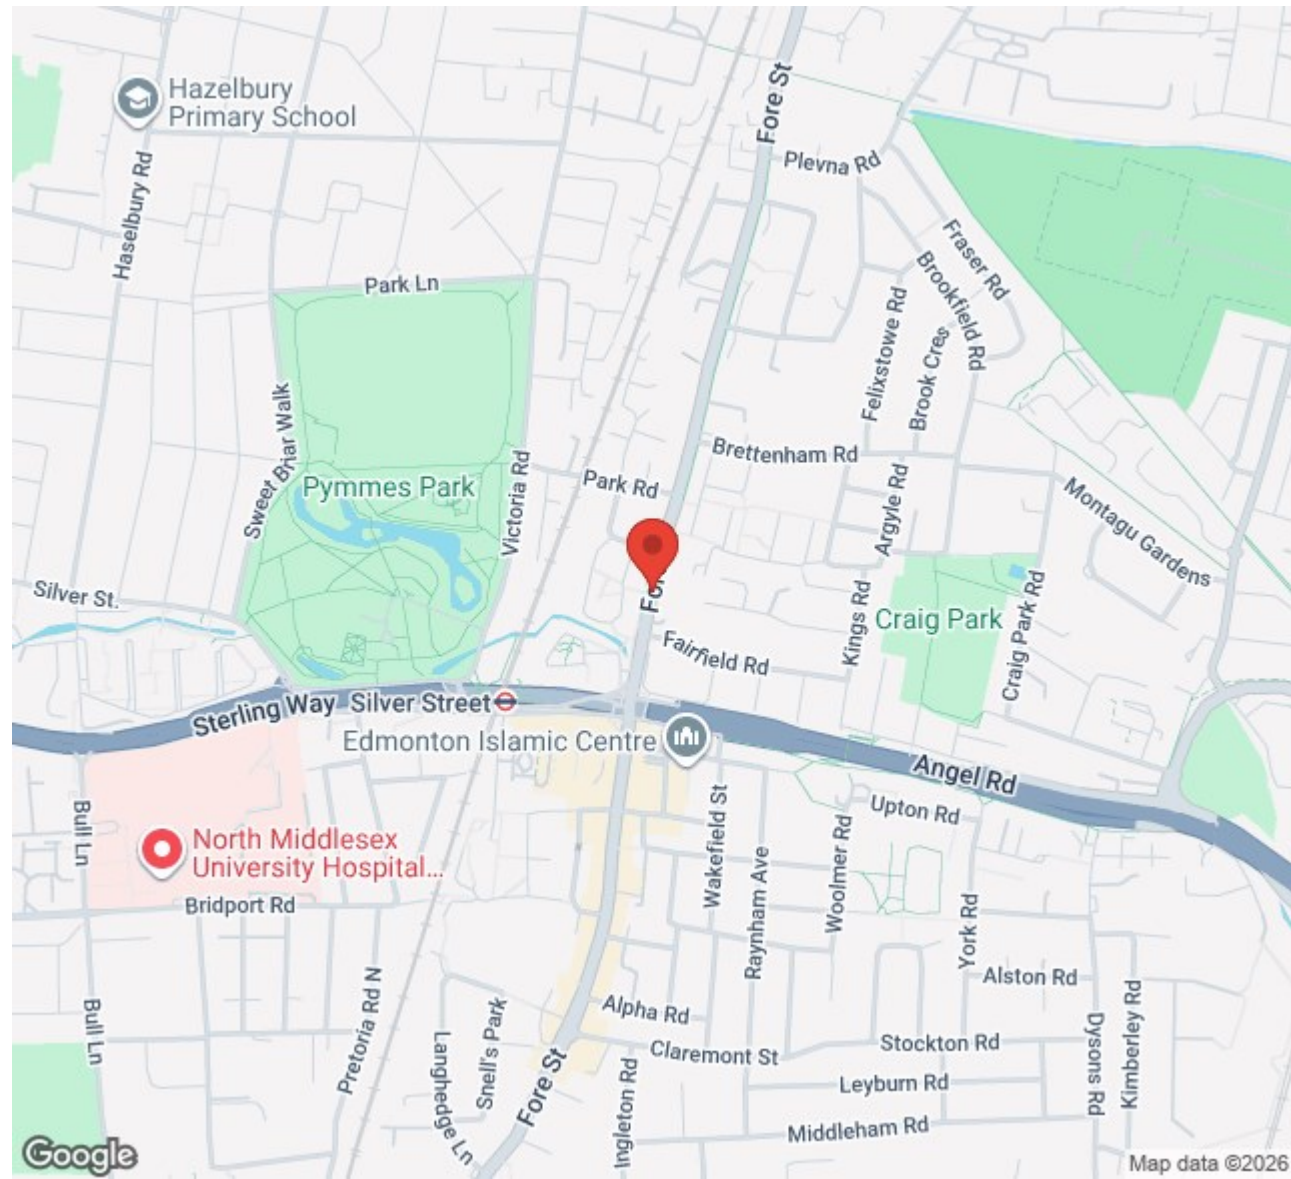 Hazelbury
Primary School
Fore St
Plevna Rd
Haselbury Rd
Fraser Rd
Brookfield Rd
Park Ln
Felixstowe Rd
Brook Cres
Sweet Briar Walk
Brettenham Rd
Pymmes Park
Park Rd
Victoria Rd
Argyle Rd
Montagu Gardens
Silver St.
For
Kings Rd
Craig Park
Craig Park Rd
Fairfield Rd
Sterling Way
Silver Street
Edmonton Islamic Centre
Angel Rd
Upton Rd
Bull Ln
North Middlesex
University Hospital...
Wakefield St
Raynham Ave
Woolmer Rd
Bridport Rd
York Rd
Alston Rd
Pretoria Rd N
Bull Ln
Langhedge Ln
Snell's Park
Alpha Rd
Claremont St
Stockton Rd
Dysons Rd
Kimberley Rd
Fore St
Ingleton Rd
Leyburn Rd
Middleham Rd
Google
Map data ©2026